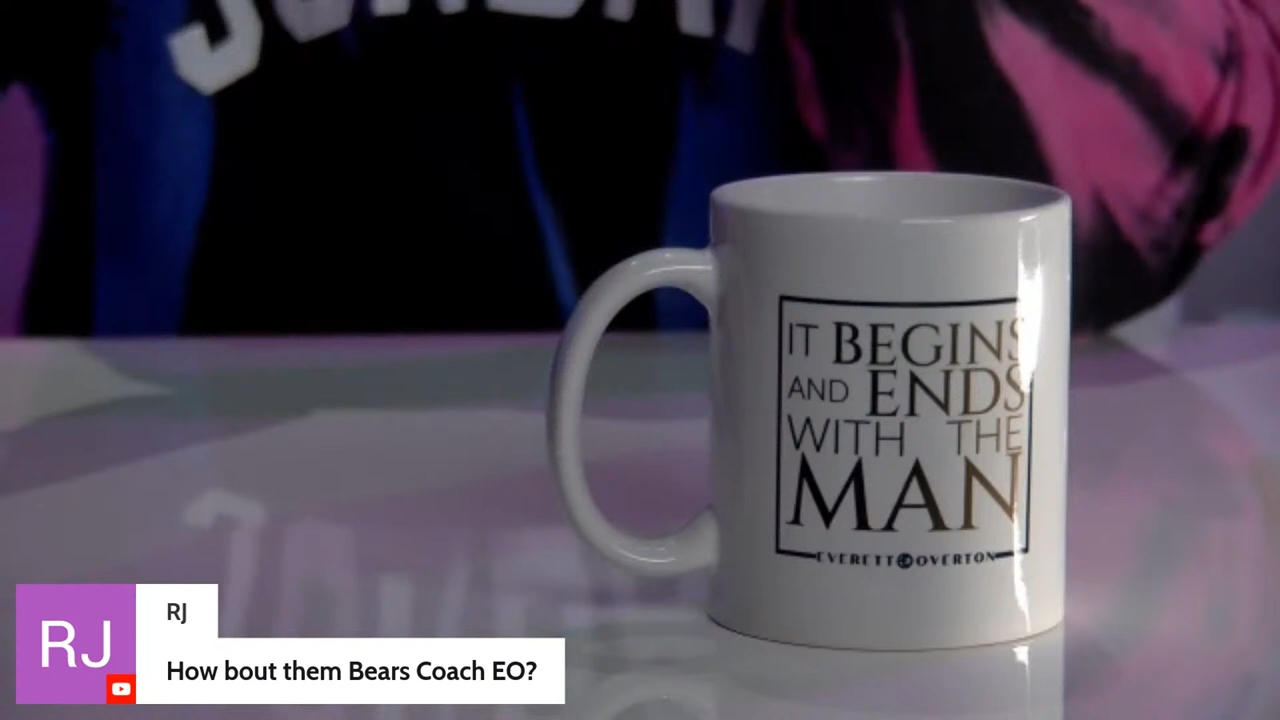 IT BEGINS
AND ENDS
WITH THE
MAN
EVERETT OVERTON
RJ
RJ
How bout them Bears Coach EO?